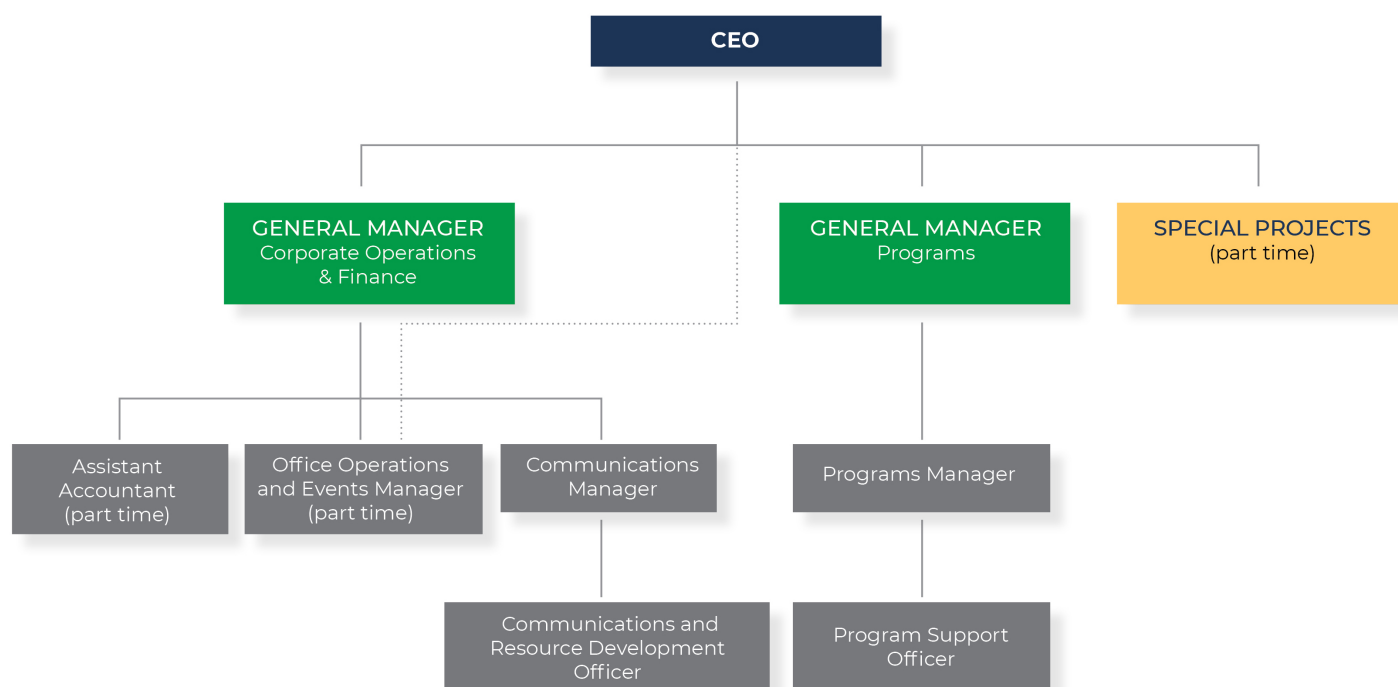 CEO
GENERAL MANAGER
Corporate Operations
& Finance
GENERAL MANAGER
Programs
SPECIAL PROJECTS
(part time)
Assistant
Accountant
(part time)
Office Operations
and Events Manager
(part time)
Communications
Manager
Programs Manager
Communications and
Resource Development
Officer
Program Support
Officer